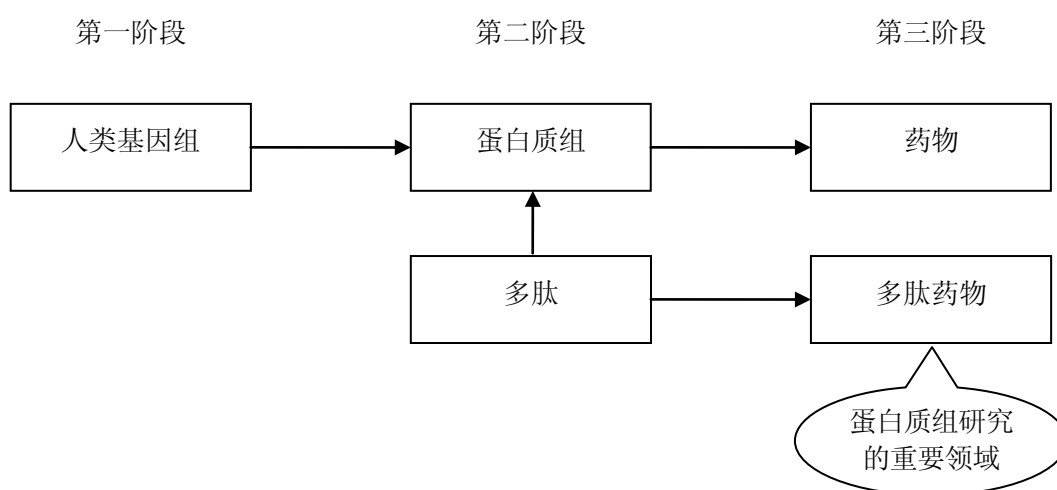 第一阶段
第二阶段
第三阶段
人类基因组
蛋白质组
药物
多肽
多肽药物
蛋白质组研究
的重要领域